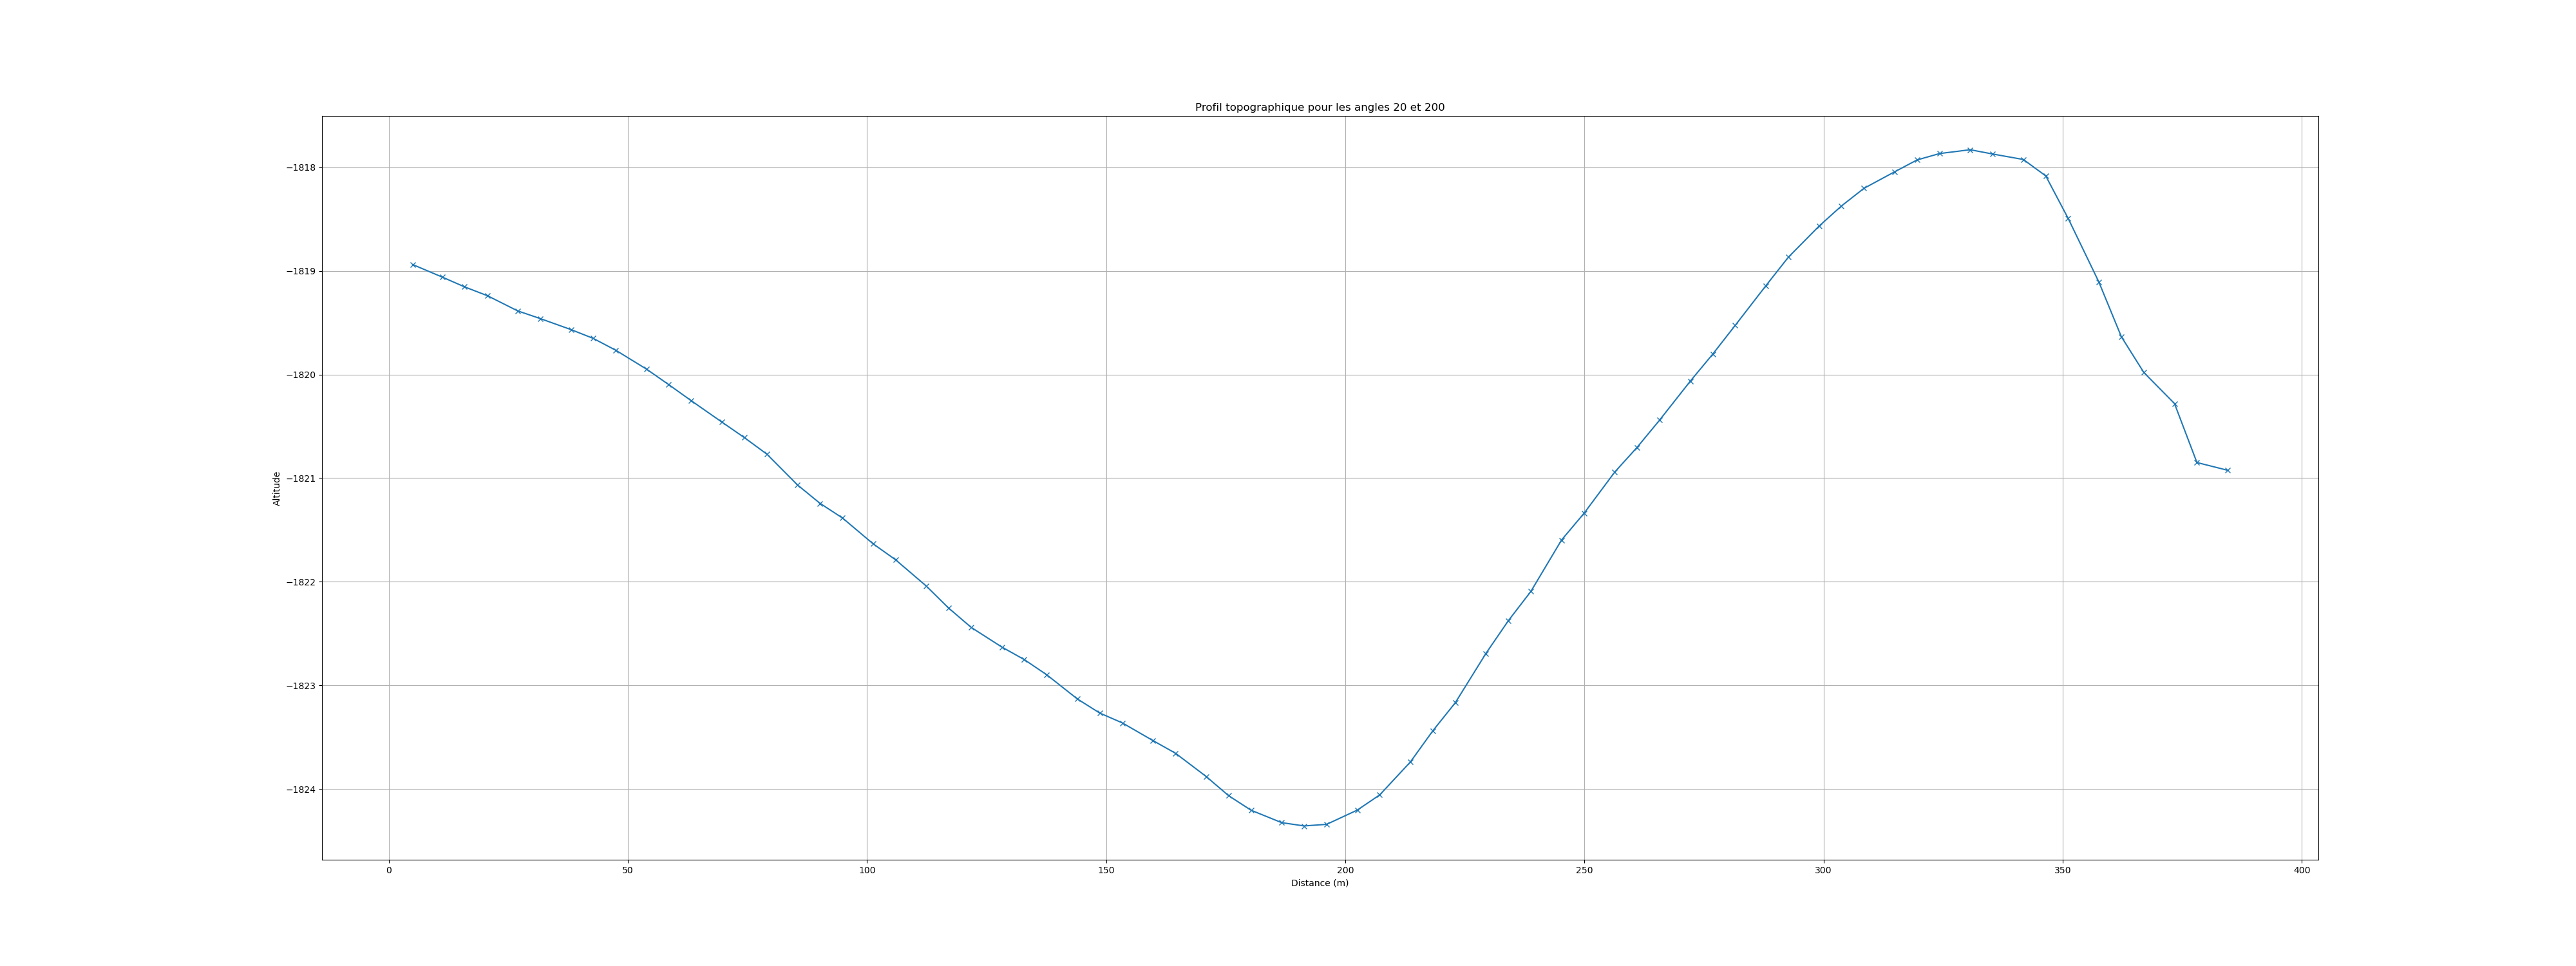 Profil topographique pour les angles 20 et 200
−1818
−1819
−1820
−1821
−1822
−1823
−1824
Altitude
0 50 100 150 200 250 300 350 400
Distance (m)